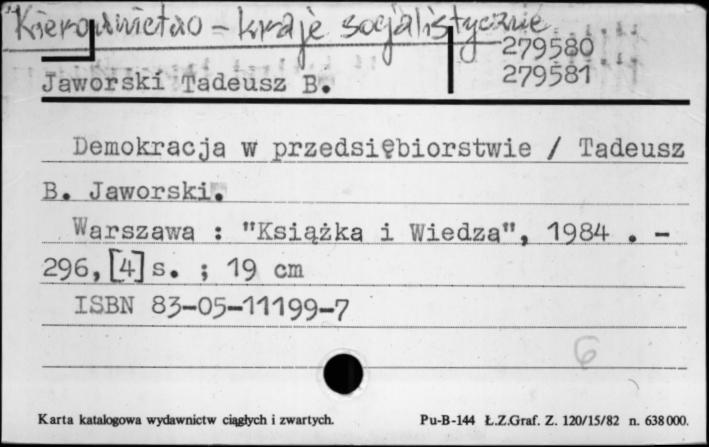 Kierownictwo – kraje socjalistyczne
279580
279581
Jaworski Tadeusz B.
Demokracja w przedsiębiorstwie / Tadeusz
B. Jaworski.
Warszawa : "Książka i Wiedza", 1984 . –
296, [4] s. ; 19 cm
ISBN 83-05-11199-7
6
Karta katalogowa wydawnictw ciągłych i zwartych.
Pu-B-144 Ł.Z.Graf. Z. 120/15/82 n. 638000.